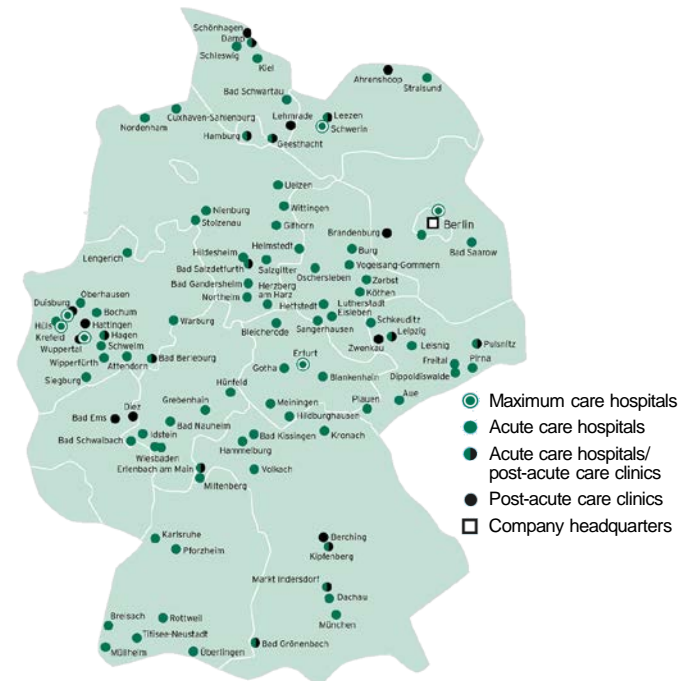 Schönhagen
Damp
Schleswig
Kiel
Ahrenshoop
Stralsund
Bad Schwartau
Cuxhaven-Sahlenburg
Nordenham
Lehmrade
Leezen
Schwerin
Hamburg
Geesthacht
Uelzen
Nienburg
Wittingen
Stolzenau
Gifhorn
Berlin
Brandenburg
Bad Saarow
Helmstedt
Burg
Lengerich
Hildesheim
Salzgitter
Vogelsang-Gommern
Bad Salzdetfurth
Oschersleben
Bad Gandersheim
Herzberg
am Harz
Zerbst
Northeim
Köthen
Oberhausen
Duisburg
Hettstedt
Lutherstadt
Eisleben
Bochum
Hüls
Hattingen
Warburg
Bleicherode
Sangerhausen
Schkeuditz
Krefeld
Hagen
Leipzig
Wuppertal
Schwelm
Zwenkau
Leisnig
Pulsnitz
Wipperfürth
Attendorn
Bad Berleburg
Erfurt
Freital
Pirna
Gotha
Blankenhain
Dippoldiswalde
Siegburg
Hünfeld
Grebenhain
Meiningen
Plauen
Aue
Hildburghausen
Bad Ems
Diez
Bad Nauheim
Idstein
Bad Kissingen
Kronach
Bad Schwalbach
Wiesbaden
Hammelburg
Erlenbach am Main
Volkach
Miltenberg
Karlsruhe
Pforzheim
Berching
Kipfenberg
Markt Indersdorf
Dachau
München
Breisach
Rottweil
Titisee-Neustadt
Müllheim
Überlingen
Bad Grönenbach
Maximum care hospitals
Acute care hospitals
Acute care hospitals/
post-acute care clinics
Post-acute care clinics
Company headquarters